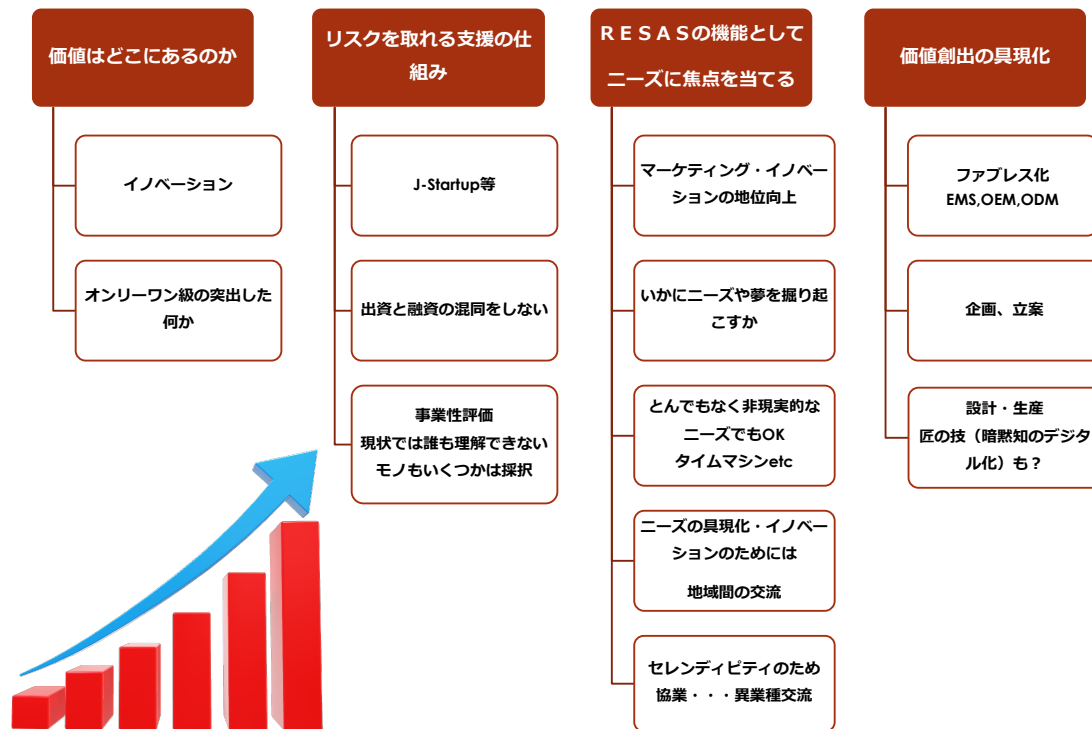 価値はどこにあるのか
イノベーション
オンリーワン級の突出した
何か
リスクを取れる支援の仕
組み
J-Startup等
出資と融資の混同をしない
事業性評価
現状では誰も理解できない
モノもいくつかは採択
ＲＥＳＡＳの機能として
ニーズに焦点を当てる
マーケティング・イノベー
ションの地位向上
いかにニーズや夢を掘り起
こすか
とんでもなく非現実的な
ニーズでもOK
タイムマシンetc
ニーズの具現化・イノベー
ションのためには
地域間の交流
セレンディピティのため
協業・・・異業種交流
価値創出の具現化
ファブレス化
EMS,OEM,ODM
企画、立案
設計・生産
匠の技（暗黙知のデジタ
ル化）も？